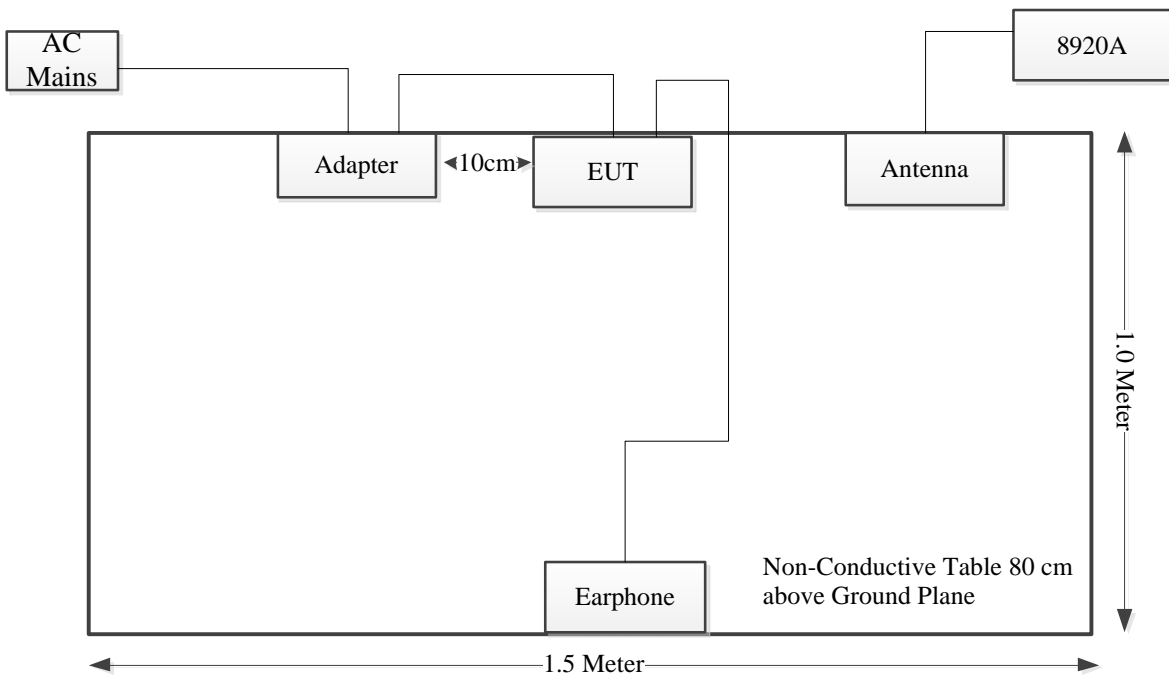 AC
Mains
8920A
Adapter
10cm
EUT
Antenna
1.0 Meter
Earphone
Non-Conductive Table 80 cm
above Ground Plane
1.5 Meter